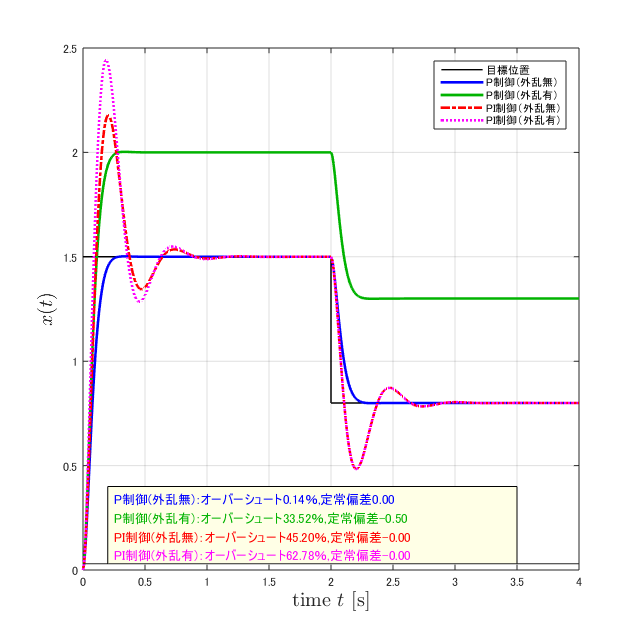 2.5
2
1.5
1
0.5
0
x(t)
目標位置
P制御(外乱無)
P制御(外乱有)
PI制御(外乱無)
PI制御(外乱有)
P制御(外乱無):オーバーシュート0.14%,定常偏差0.00
P制御(外乱有):オーバーシュート33.52%,定常偏差-0.50
PI制御(外乱無):オーバーシュート45.20%,定常偏差-0.00
PI制御(外乱有):オーバーシュート62.78%,定常偏差-0.00
0 0.5 1 1.5 2 2.5 3 3.5 4
time t [s]